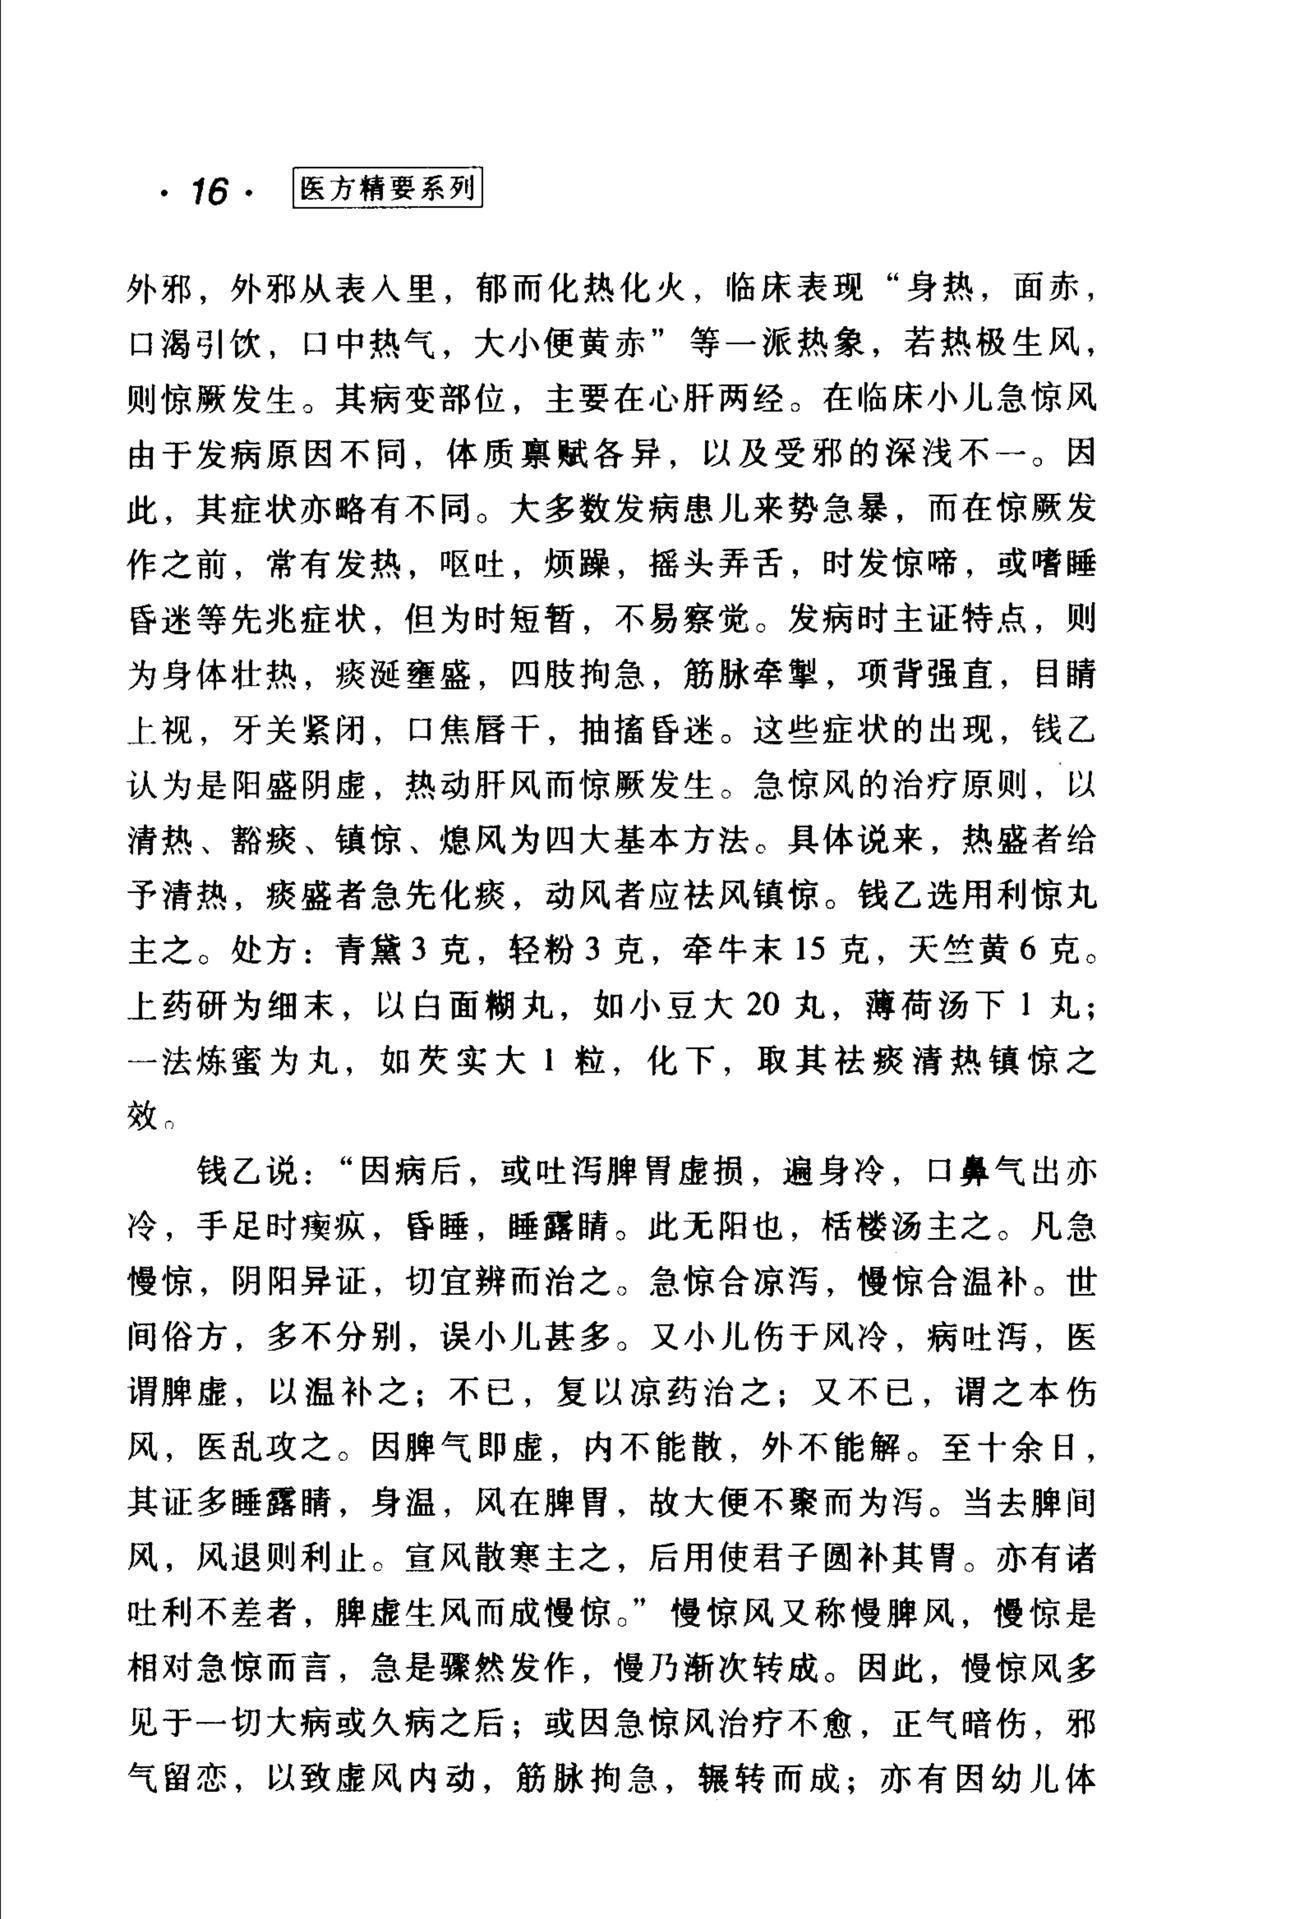 · 16 · 医方精要系列
外邪，外邪从表入里，郁而化热化火，临床表现“身热，面赤，
口渴引饮，口中热气，大小便黄赤”等一派热象，若热极生风，
则惊厥发生。其病变部位，主要在心肝两经。在临床小儿急惊风
由于发病原因不同，体质禀赋各异，以及受邪的深浅不一。因
此，其症状亦略有不同。大多数发病患儿来势急暴，而在惊厥发
作之前，常有发热，呕吐，烦躁，摇头弄舌，时发惊啼，或嗜睡
昏迷等先兆症状，但为时短暂，不易察觉。发病时主证特点，则
为身体壮热，痰涎壅盛，四肢拘急，筋脉牵掣，项背强直，目睛
上视，牙关紧闭，口焦唇干，抽搐昏迷。这些症状的出现，钱乙
认为是阳盛阴虚，热动肝风而惊厥发生。急惊风的治疗原则，以
清热、豁痰、镇惊、熄风为四大基本方法。具体说来，热盛者给
予清热，痰盛者急先化痰，动风者应祛风镇惊。钱乙选用利惊丸
主之。处方：青黛3克，轻粉3克，牵牛末15克，天竺黄6克。
上药研为细末，以白面糊丸，如小豆大20丸，薄荷汤下1丸；
一法炼蜜为丸，如芡实大1粒，化下，取其祛痰清热镇惊之
效。
钱乙说：“因病后，或吐泻脾胃虚损，遍身冷，口鼻气出亦
冷，手足时瘈疭，昏睡，睡露睛。此无阳也，栝楼汤主之。凡急
慢惊，阴阳异证，切宜辨而治之。急惊合凉泻，慢惊合温补。世
间俗方，多不分别，误小儿甚多。又小儿伤于风冷，病吐泻，医
谓脾虚，以温补之；不已，复以凉药治之；又不已，谓之本伤
风，医乱攻之。因脾气即虚，内不能散，外不能解。至十余日，
其证多睡露睛，身温，风在脾胃，故大便不聚而为泻。当去脾间
风，风退则利止。宣风散寒主之，后用使君子圆补其胃。亦有诸
吐利不差者，脾虚生风而成慢惊。”慢惊风又称慢脾风，慢惊是
相对急惊而言，急是骤然发作，慢乃渐次转成。因此，慢惊风多
见于一切大病或久病之后；或因急惊风治疗不愈，正气暗伤，邪
气留恋，以致虚风内动，筋脉拘急，辗转而成；亦有因幼儿体